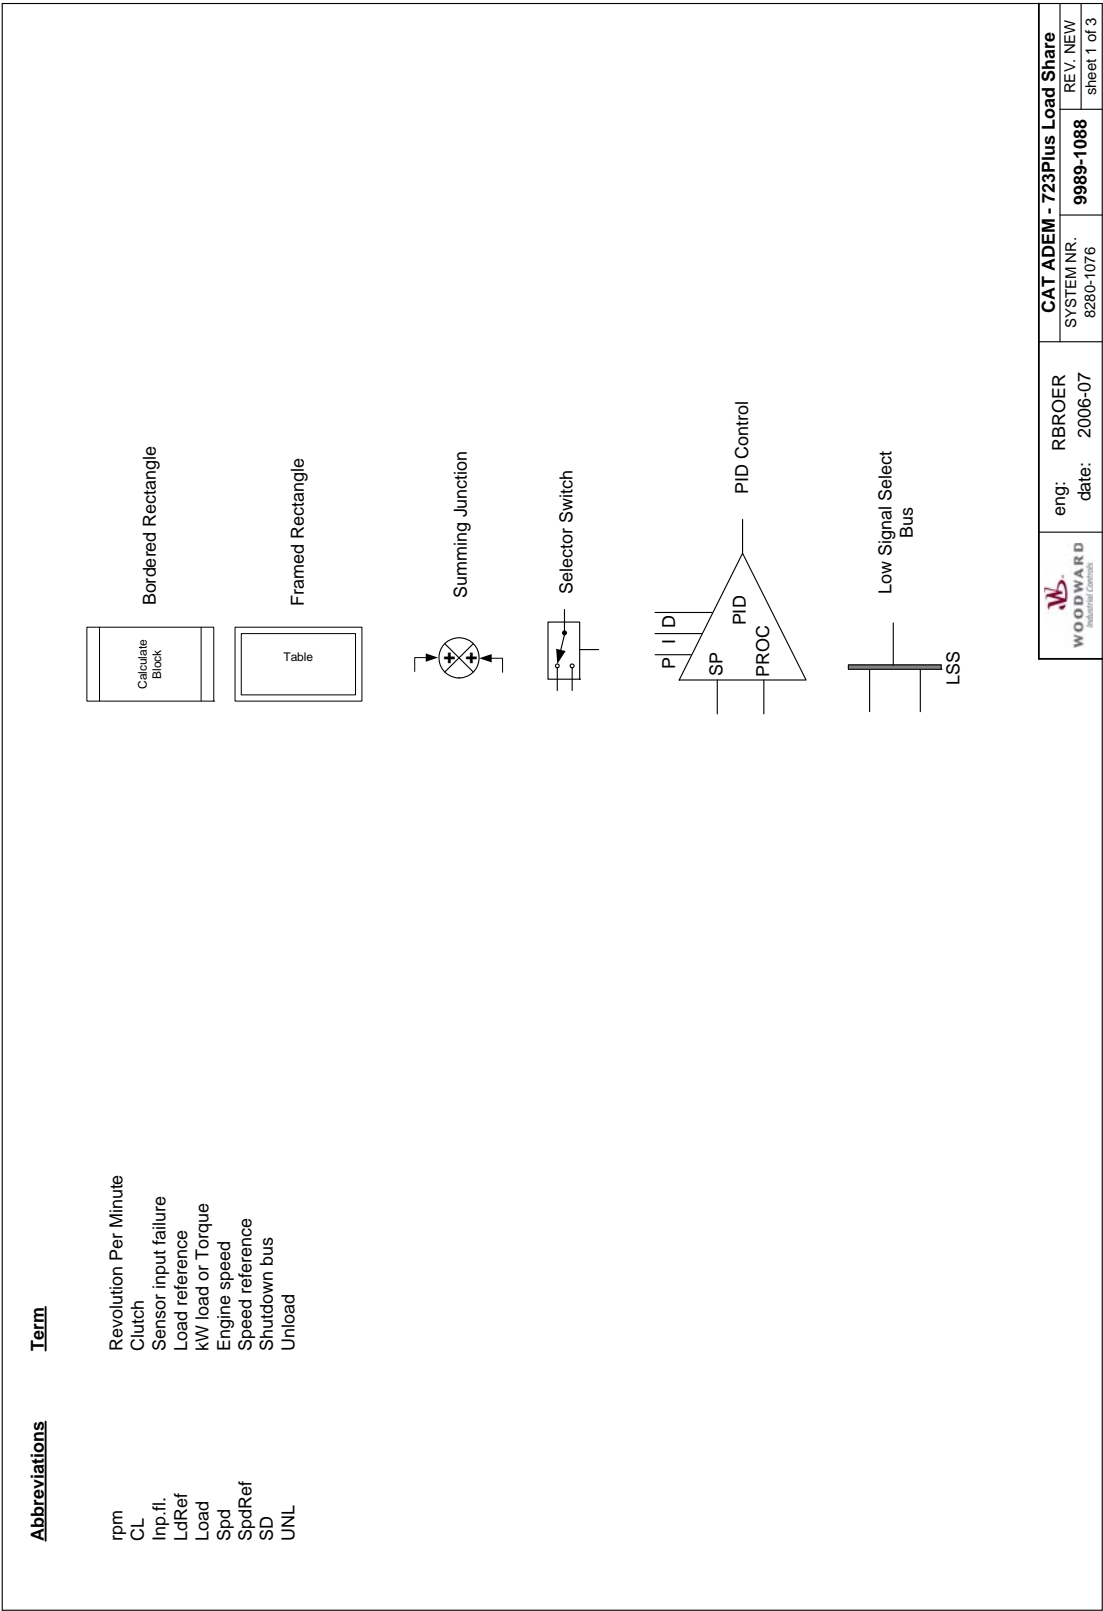 Abbreviations Term
rpm Revolution Per Minute
CL Clutch
Inp.fl. Sensor input failure
LdRef Load reference
Load kW load or Torque
Spd Engine speed
SpdRef Speed reference
SD Shutdown bus
UNL Unload
Calculate
Block
Bordered Rectangle
Table
Framed Rectangle
Summing Junction
Selector Switch
P I D
SP
PID
PROC
PID Control
LSS
Low Signal Select
Bus
WOODWARD
Industrial Controls
eng: RBROER
date: 2006-07
CAT ADEM - 723Plus Load Share
SYSTEM NR.
8280-1076
9989-1088
REV. NEW
sheet 1 of 3